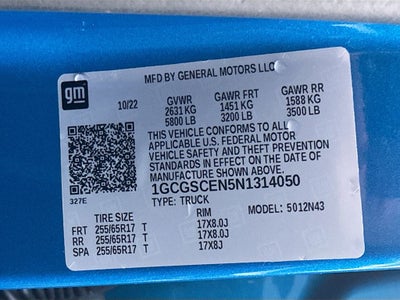 MFD BY GENERAL MOTORS LLC
gm
10/22 GVWR GAWR FRT GAWR RR
2631 KG 1451 KG 1588 KG
5800 LB 3200 LB 3500 LB
THIS VEHICLE CONFORMS TO ALL
APPLICABLE U.S. FEDERAL MOTOR
VEHICLE SAFETY AND THEFT PREVENTION
STANDARDS IN EFFECT ON THE DATE OF
MANUFACTURE SHOWN ABOVE.
1GCGSCEN5N1314050
327E
TYPE: TRUCK
MODEL: 5012N43
TIRE SIZE RIM
FRT 255/65R17 T 17X8.0J
RR 255/65R17 T 17X8.0J
SPA 255/65R17 T 17X8J